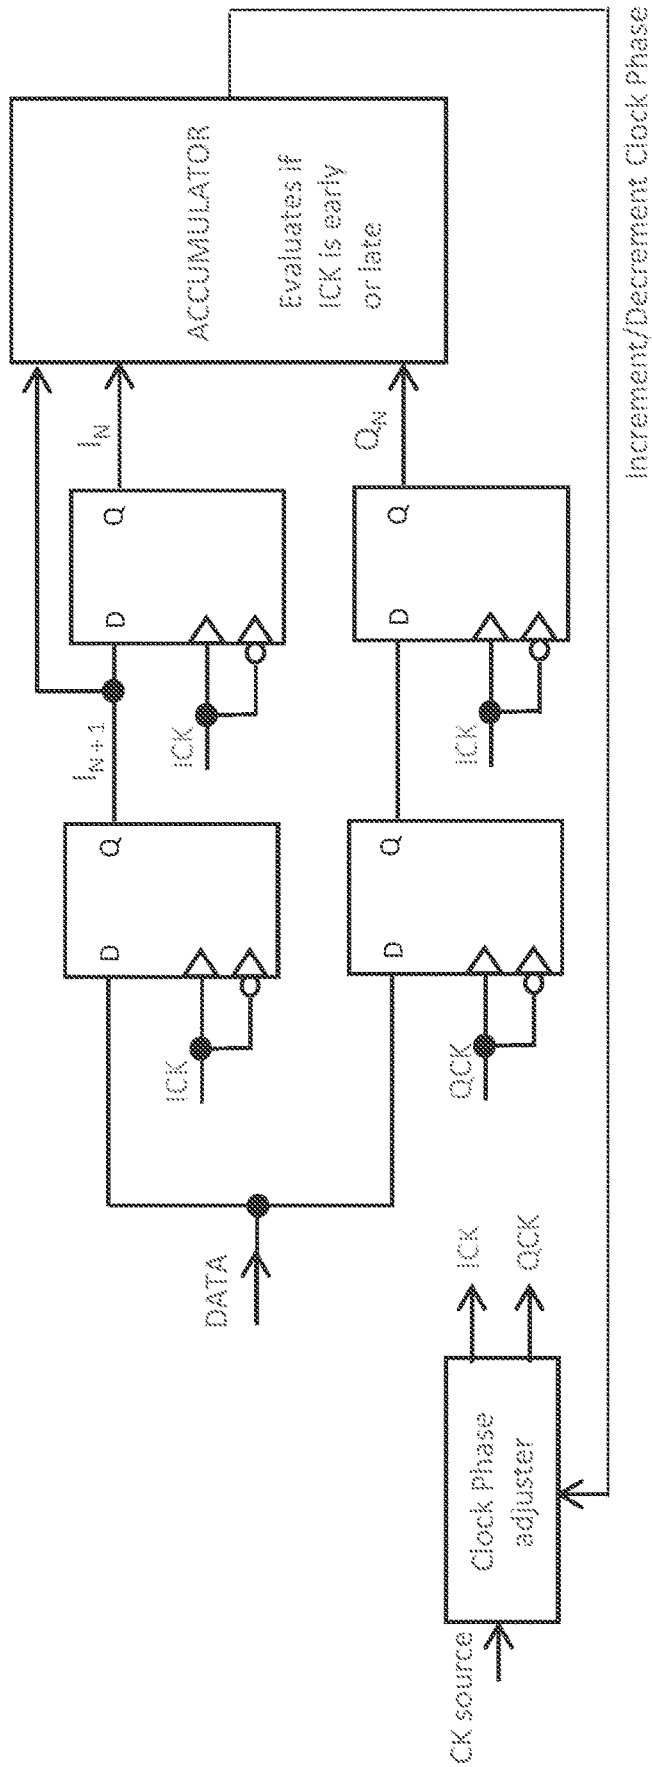 CK source
Clock Phase
adjuster
ICK
QCK
DATA
D
Q
ICK
I_{N+1}
D
Q
ICK
I_N
D
Q
QCK
D
Q
ICK
Q_N
ACCUMULATOR
Evaluates if
ICK is early
or late
Increment/Decrement Clock Phase